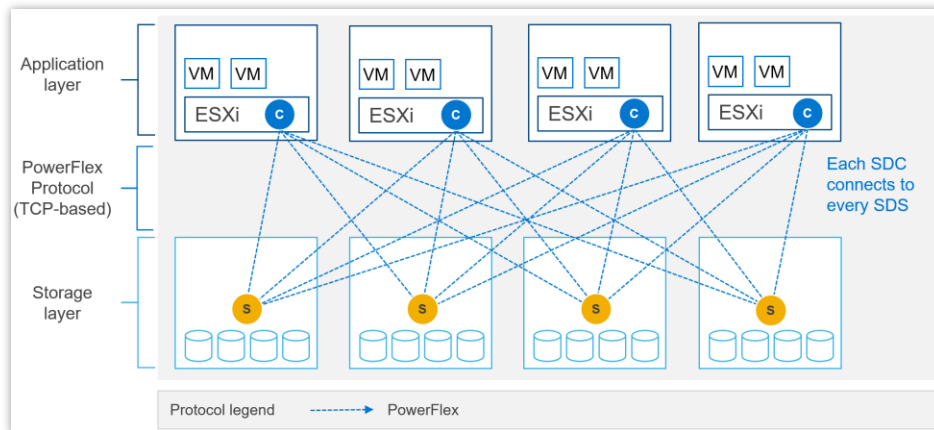 Application
layer
VM VM
ESXi C
VM VM
ESXi C
VM VM
ESXi C
VM VM
ESXi C
PowerFlex
Protocol
(TCP-based)
Each SDC
connects to
every SDS
Storage
layer
S
S
S
S
Protocol legend PowerFlex